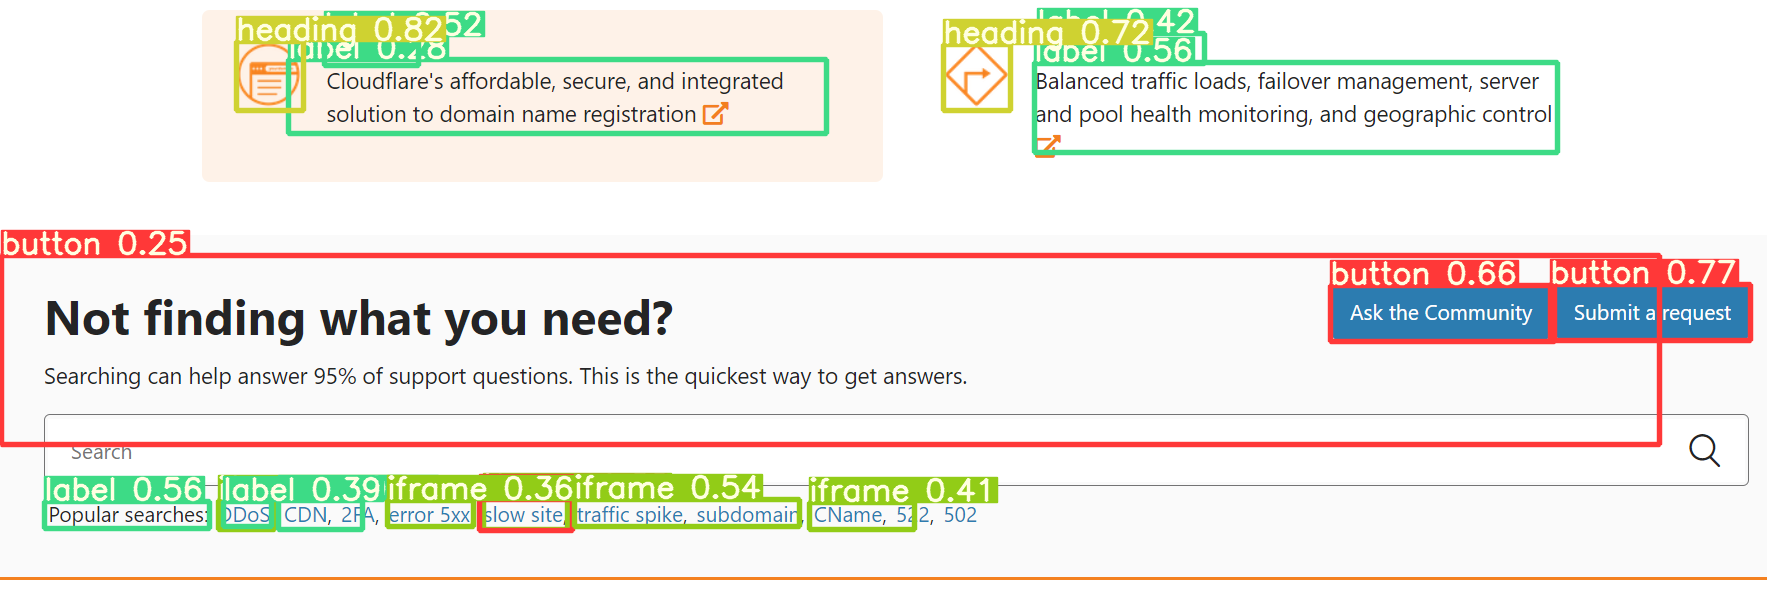 heading 0.82
52
label 0.28
Cloudflare's affordable, secure, and integrated
solution to domain name registration
label 0.42
heading 0.72
label 0.56
Balanced traffic loads, failover management, server
and pool health monitoring, and geographic control
button 0.25
button 0.66
button 0.77
Not finding what you need?
Ask the Community
Submit a request
Searching can help answer 95% of support questions. This is the quickest way to get answers.
Search
label 0.56
label 0.39
iframe 0.36
iframe 0.54
iframe 0.41
Popular searches: DDoS, CDN, 2FA, error 5xx, slow site, traffic spike, subdomain, CName, 522, 502